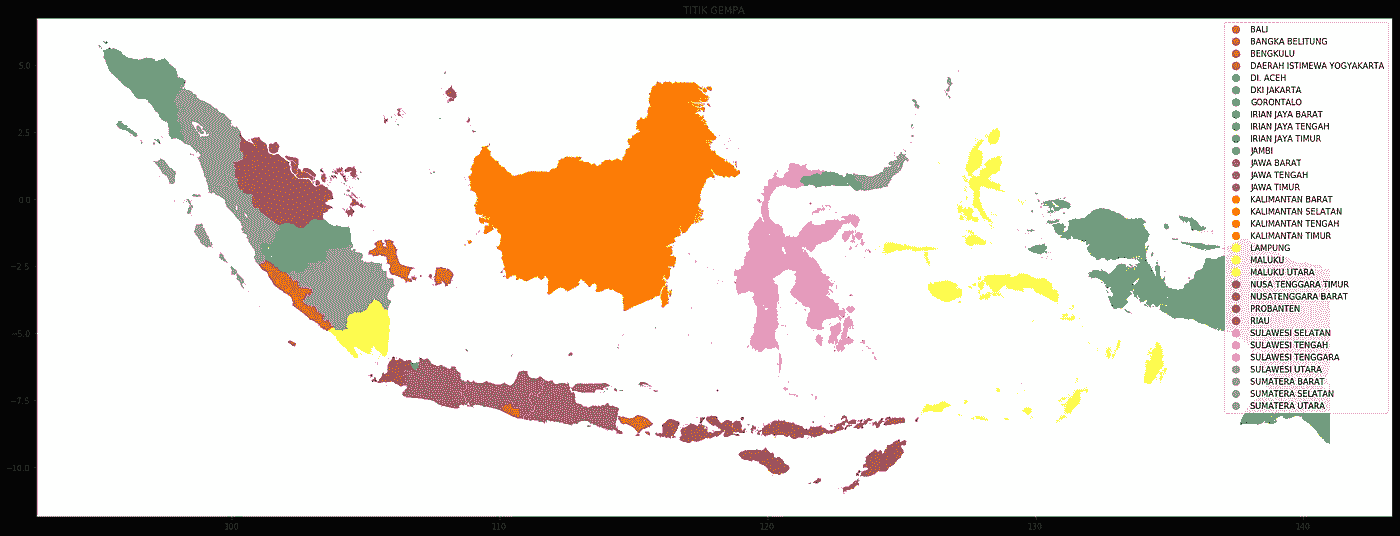 TITIK GEMPA
BALI
BANGKA BELITUNG
BENGKULU
DAERAH ISTIMEWA YOGYAKARTA
DI. ACEH
DKI JAKARTA
GORONTALO
IRIAN JAYA BARAT
IRIAN JAYA TENGAH
IRIAN JAYA TIMUR
JAMBI
JAWA BARAT
JAWA TENGAH
JAWA TIMUR
KALIMANTAN BARAT
KALIMANTAN SELATAN
KALIMANTAN TENGAH
KALIMANTAN TIMUR
LAMPUNG
MALUKU
MALUKU UTARA
NUSA TENGGARA TIMUR
NUSATENGGARA BARAT
PROBANTEN
RIAU
SULAWESI SELATAN
SULAWESI TENGAH
SULAWESI TENGGARA
SULAWESI UTARA
SUMATERA BARAT
SUMATERA SELATAN
SUMATERA UTARA
5.0
2.5
0.0
−2.5
−5.0
−7.5
−10.0
100 110 120 130 140